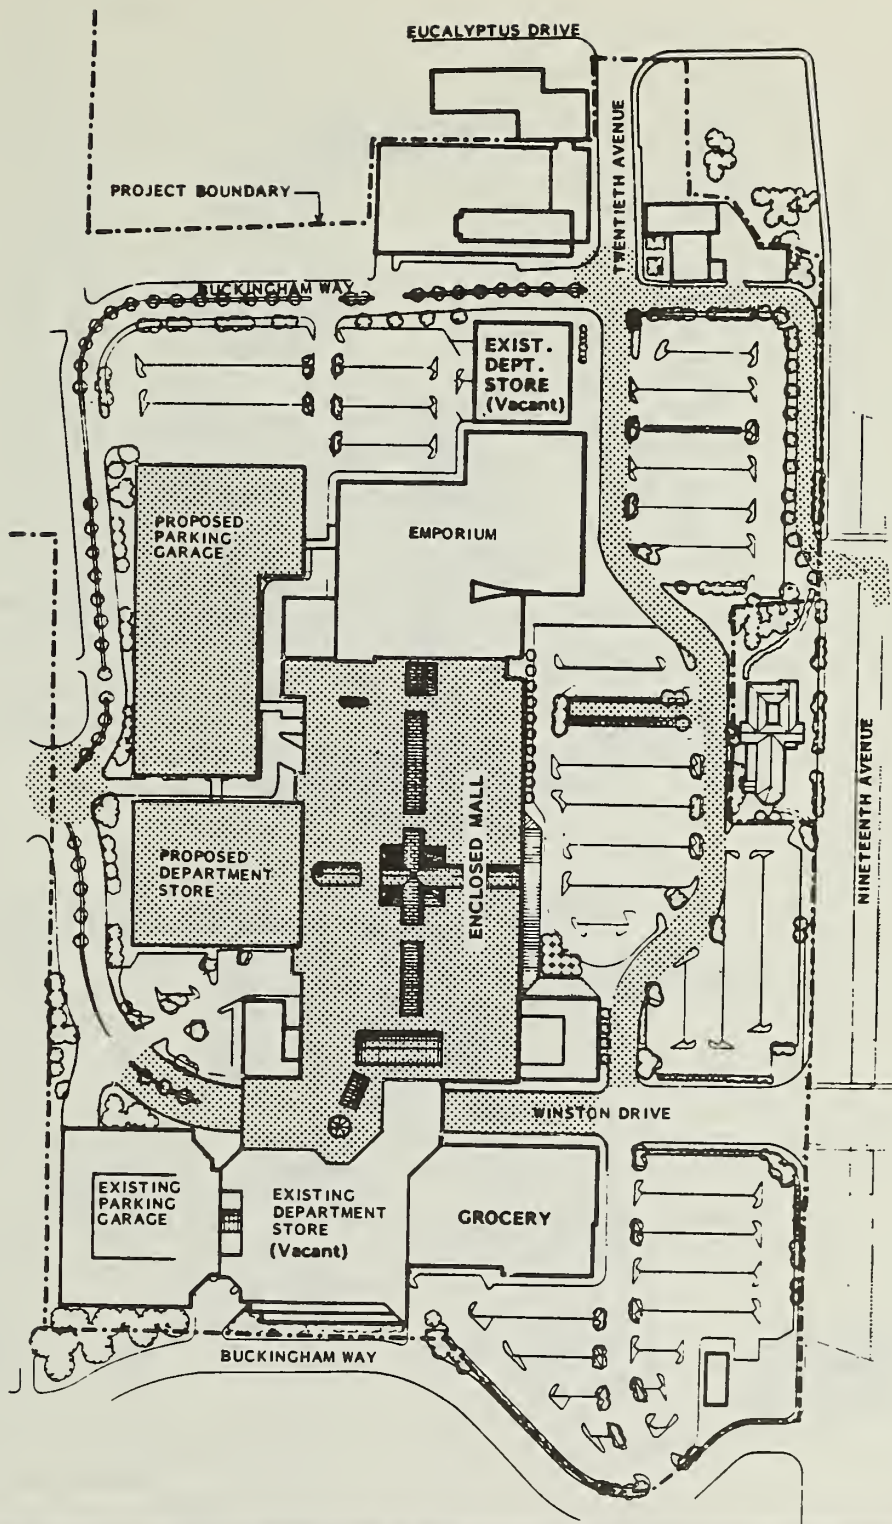 EUCALYPTUS DRIVE
TWENTIETH AVENUE
PROJECT BOUNDARY
BUCKINGHAM WAY
EXIST.
DEPT.
STORE
(Vacant)
PROPOSED
PARKING
GARAGE
EMPORIUM
ENCLOSED MALL
NINETEENTH AVENUE
PROPOSED
DEPARTMENT
STORE
WINSTON DRIVE
EXISTING
PARKING
GARAGE
EXISTING
DEPARTMENT
STORE
(Vacant)
GROCERY
BUCKINGHAM WAY